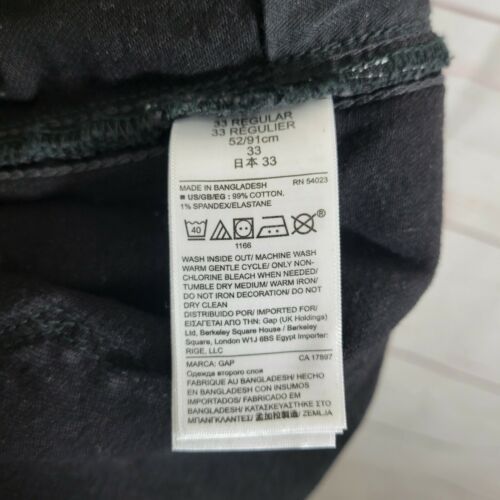 33 REGULAR
33 RÉGULIER
52/91cm
33
日本 33
MADE IN BANGLADESH RN 54023
■ US/GB/EG : 99% COTTON,
1% SPANDEX/ELASTANE
40
®
1166
WASH INSIDE OUT/ MACHINE WASH
WARM GENTLE CYCLE/ ONLY NON-
CHLORINE BLEACH WHEN NEEDED/
TUMBLE DRY MEDIUM/ WARM IRON/
DO NOT IRON DECORATION/ DO NOT
DRY CLEAN
DISTRIBUIDO POR/ IMPORTED FOR/
ΕΙΣΑΓΕΤΑΙ ΑΠΟ ΤΗΝ: Gap (UK Holdings)
Ltd, Berkeley Square House / Berkeley
Square, London W1J 6BS Egypt Importer:
RIGE, LLC
MARCA: GAP CA 17897
Одежда второго слоя
FABRIQUE AU BANGLADESH/ HECHO
EN BANGLADESH CON INSUMOS
IMPORTADOS/ FABRICADO EM
BANGLADESH/ ΚΑΤΑΣΚΕΥΑΣΤΗΚΕ ΣΤΟ
ΜΠΑΝΓΚΛΑΝΤΕΣ/ 孟加拉製造/ ZEMLJA